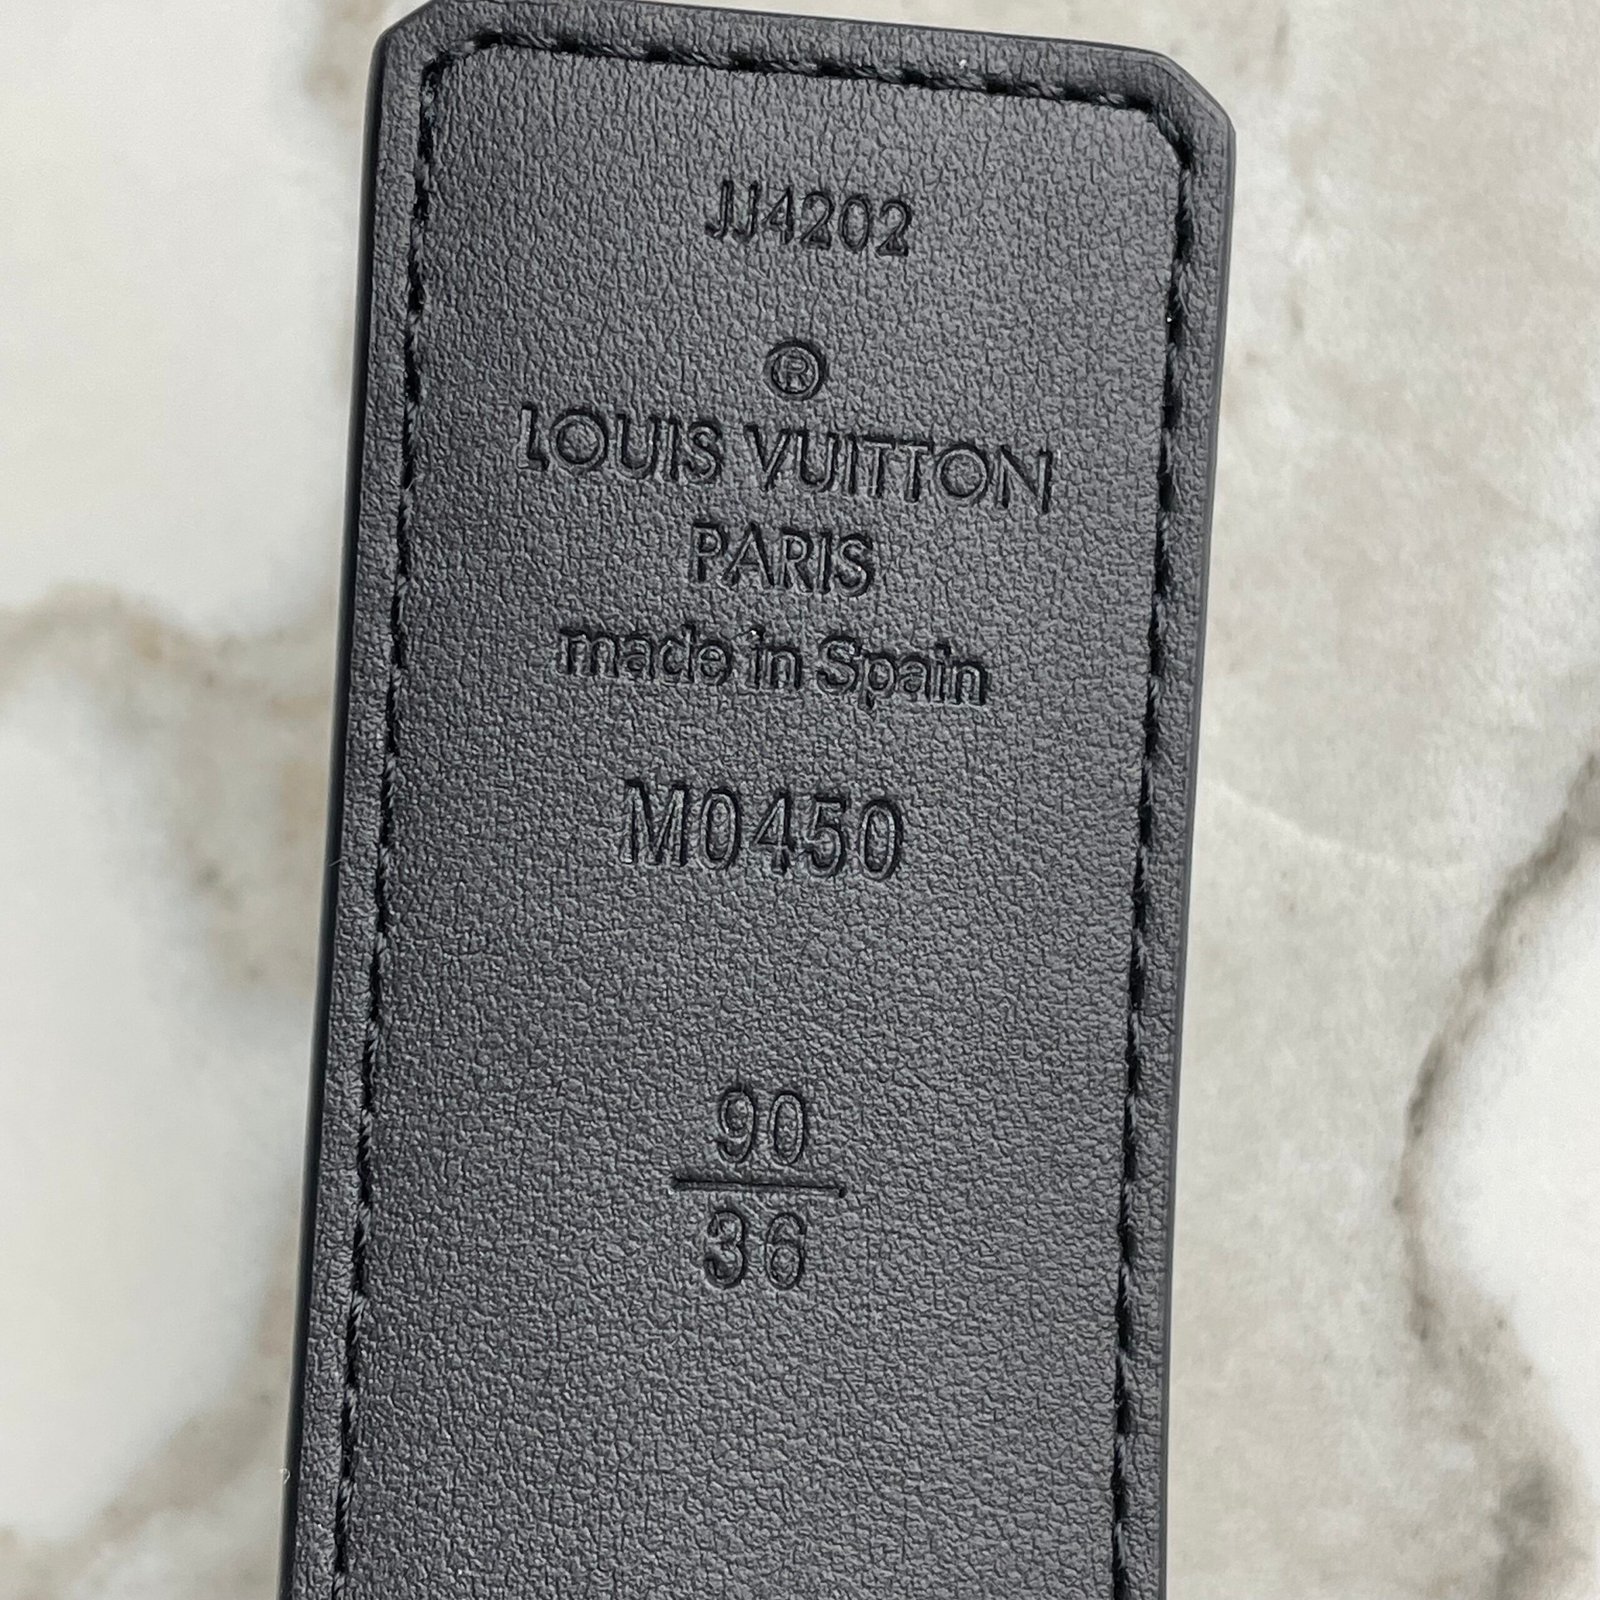 JJ4202
®
LOUIS VUITTON
PARIS
made in Spain
M0450
90
36